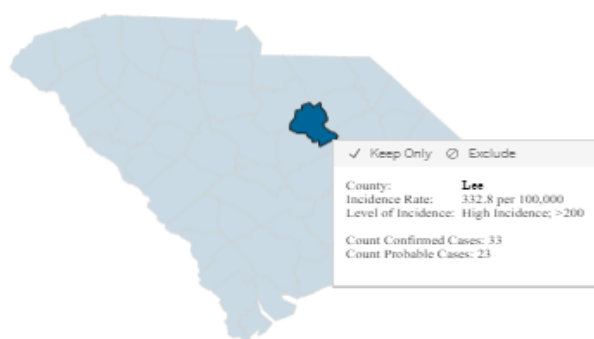 Keep Only Exclude
County: Lee
Incidence Rate: 332.8 per 100,000
Level of Incidence: High Incidence; >200
Count Confirmed Cases: 33
Count Probable Cases: 23